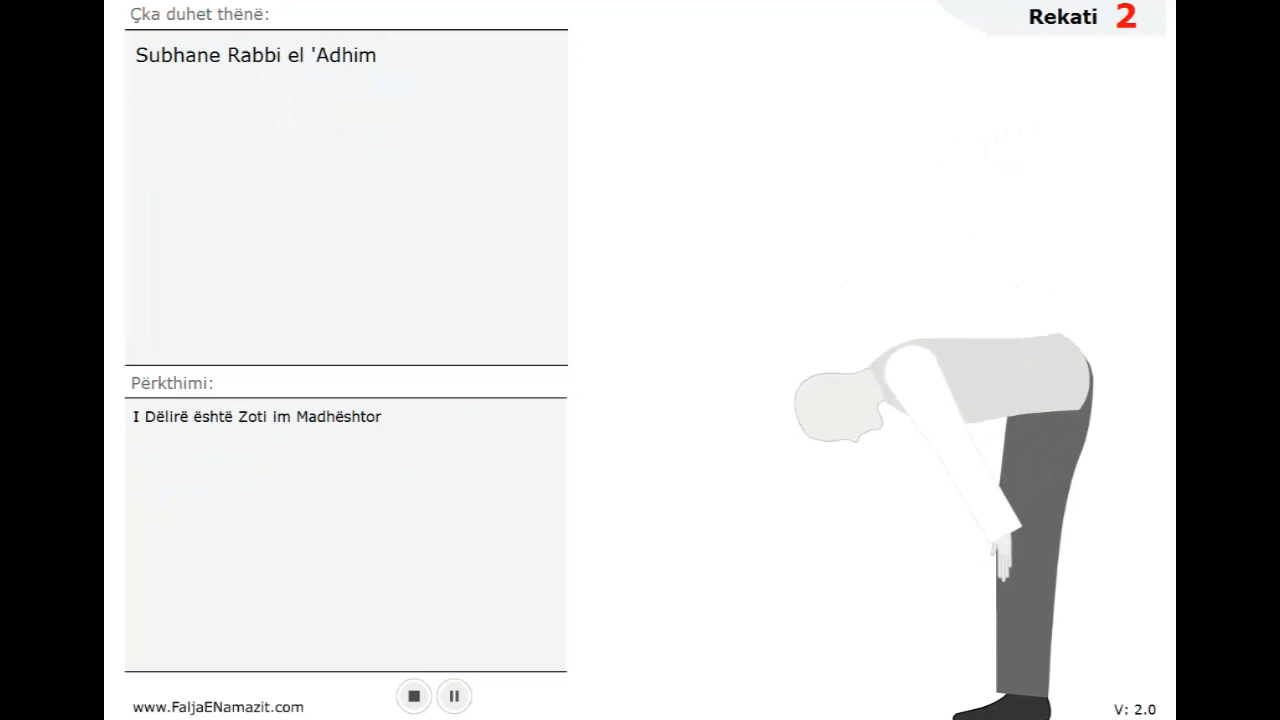 Çka duhet thënë:
Rekati 2
Subhane Rabbi el 'Adhim
Përkthimi:
I Dëlirë është Zoti im Madhështor
www.FaljaENamazit.com
V: 2.0